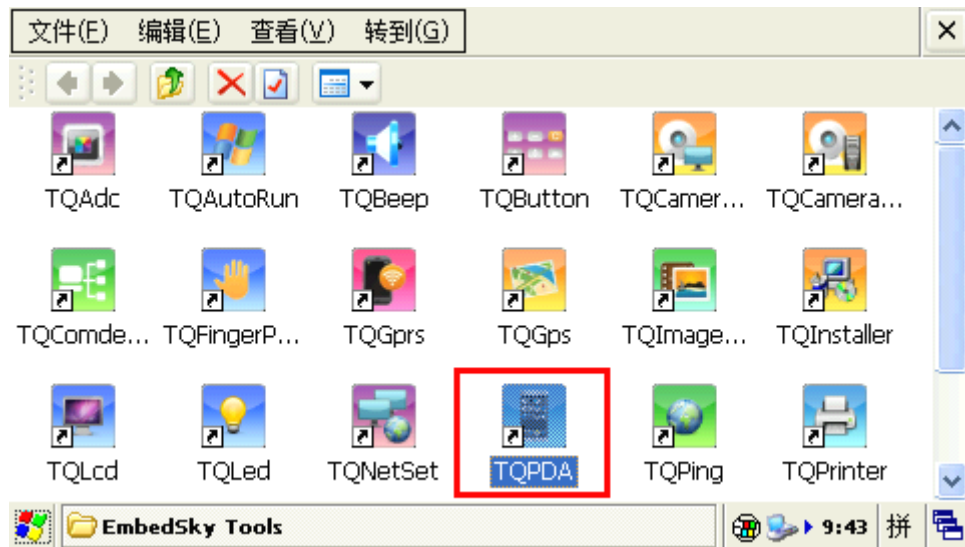 文件(F) 编辑(E) 查看(V) 转到(G)
TQAdc TQAutoRun TQBeep TQButton TQCamer... TQCamera...
TQComde... TQFingerP... TQGprs TQGps TQImage... TQInstaller
TQLcd TQLed TQNetSet TQPDA TQPing TQPrinter
EmbedSky Tools 9:43 拼